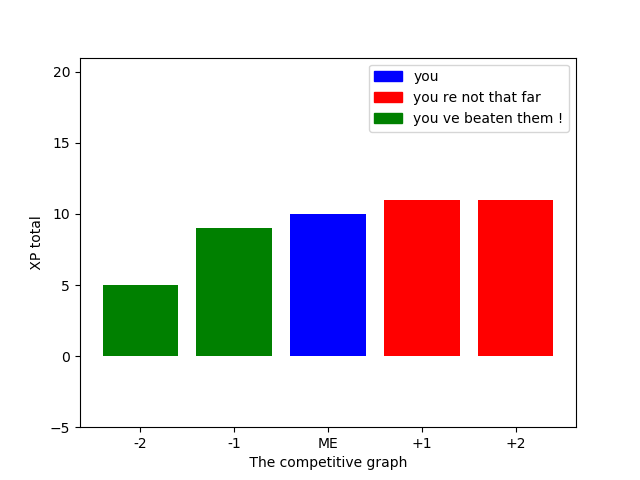 you
you re not that far
you ve beaten them !
20
15
10
5
0
−5
XP total
-2 -1 ME +1 +2
The competitive graph